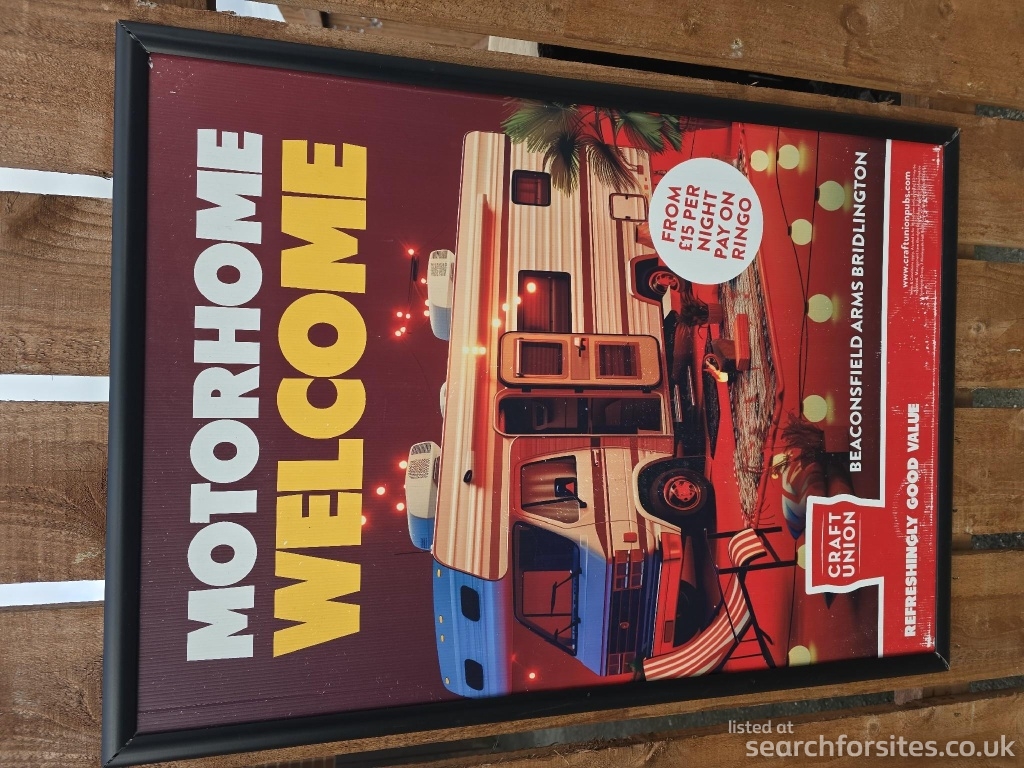 MOTORHOME
WELCOME
FROM
£15 PER
NIGHT
PAY ON
RINGO
BEACONSFIELD ARMS BRIDLINGTON
CRAFT
UNION
REFRESHINGLY GOOD VALUE
www.craftunionpubs.com
listed at
searchforsites.co.uk